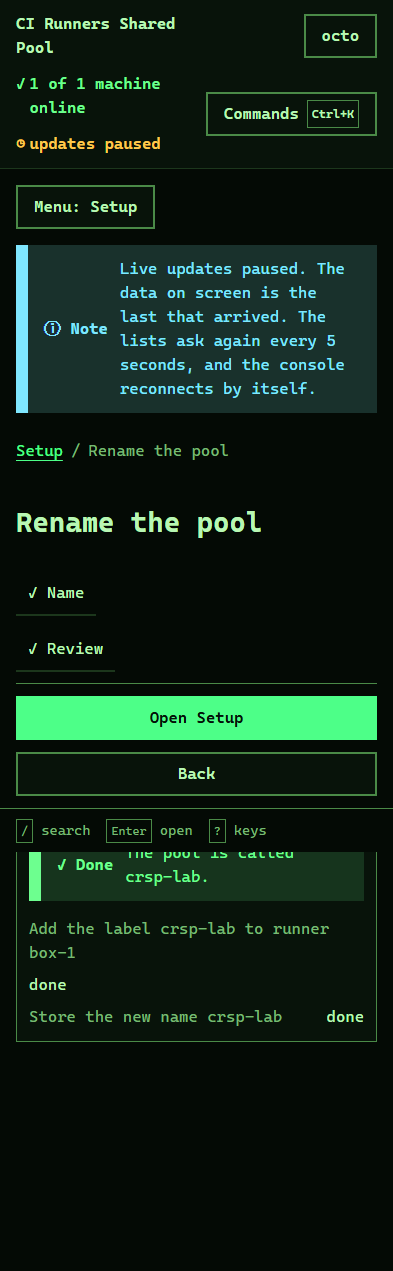 CI Runners Shared
Pool
octo
✓ 1 of 1 machine
online
Commands Ctrl+K
updates paused
Menu: Setup
Live updates paused. The
data on screen is the
last that arrived. The
ⓘ Note
lists ask again every 5
seconds, and the console
reconnects by itself.
Setup / Rename the pool
Rename the pool
✓ Name
✓ Review
Open Setup
Back
/ search Enter open ? keys
The pool is called
✓ Done
crsp-lab.
Add the label crsp-lab to runner
box-1
done
Store the new name crsp-lab done